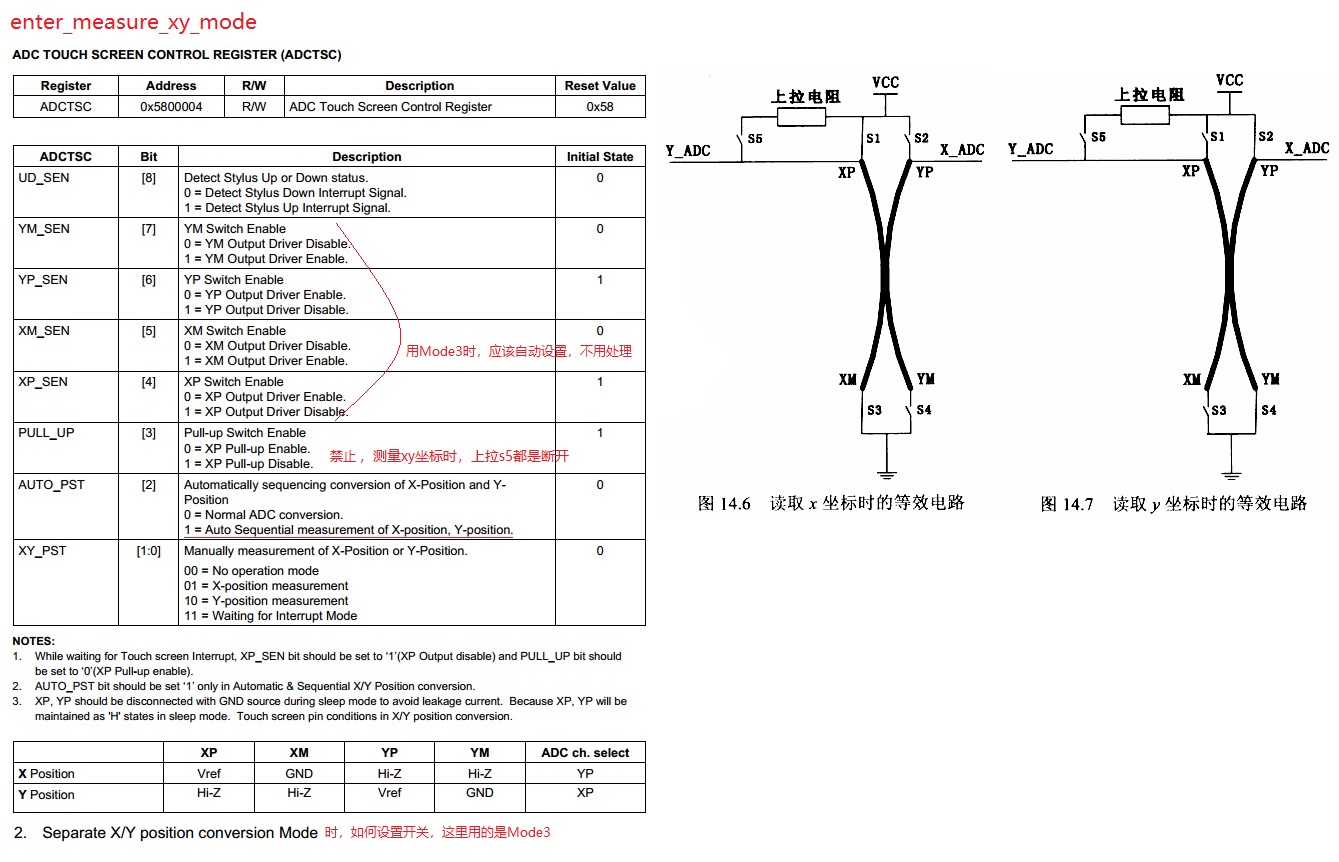 enter_measure_xy_mode
ADC TOUCH SCREEN CONTROL REGISTER (ADCTSC)
Register Address R/W Description Reset Value
ADCTSC 0x5800004 R/W ADC Touch Screen Control Register 0x58
ADCTSC Bit Description Initial State
UD_SEN [8] Detect Stylus Up or Down status. 0
0 = Detect Stylus Down Interrupt Signal.
1 = Detect Stylus Up Interrupt Signal.
YM_SEN [7] YM Switch Enable 0
0 = YM Output Driver Disable.
1 = YM Output Driver Enable.
YP_SEN [6] YP Switch Enable 1
0 = YP Output Driver Enable.
1 = YP Output Driver Disable.
XM_SEN [5] XM Switch Enable 0
0 = XM Output Driver Disable.
1 = XM Output Driver Enable.
用Mode3时，应该自动设置，不用处理
XP_SEN [4] XP Switch Enable 1
0 = XP Output Driver Enable.
1 = XP Output Driver Disable.
PULL_UP [3] Pull-up Switch Enable 1
0 = XP Pull-up Enable.
1 = XP Pull-up Disable.
禁止，测量xy坐标时，上拉s5都是断开
AUTO_PST [2] Automatically sequencing conversion of X-Position and Y- 0
Position
0 = Normal ADC conversion.
1 = Auto Sequential measurement of X-position, Y-position.
XY_PST [1:0] Manually measurement of X-Position or Y-Position. 0
00 = No operation mode
01 = X-position measurement
10 = Y-position measurement
11 = Waiting for Interrupt Mode
NOTES:
1. While waiting for Touch screen Interrupt, XP_SEN bit should be set to ‘1’(XP Output disable) and PULL_UP bit should
be set to ‘0’(XP Pull-up enable).
2. AUTO_PST bit should be set ‘1’ only in Automatic & Sequential X/Y Position conversion.
3. XP, YP should be disconnected with GND source during sleep mode to avoid leakage current. Because XP, YP will be
maintained as 'H' states in sleep mode. Touch screen pin conditions in X/Y position conversion.
XP XM YP YM ADC ch. select
X Position Vref GND Hi-Z Hi-Z YP
Y Position Hi-Z Hi-Z Vref GND XP
2. Separate X/Y position conversion Mode 时，如何设置开关，这里用的是Mode3
VCC
上拉电阻
S5 S1 S2
Y_ADC X_ADC
XP YP
XM YM
S3 S4
图 14.6 读取 x 坐标时的等效电路
VCC
上拉电阻
S5 S1 S2
Y_ADC X_ADC
XP YP
XM YM
S3 S4
图 14.7 读取 y 坐标时的等效电路